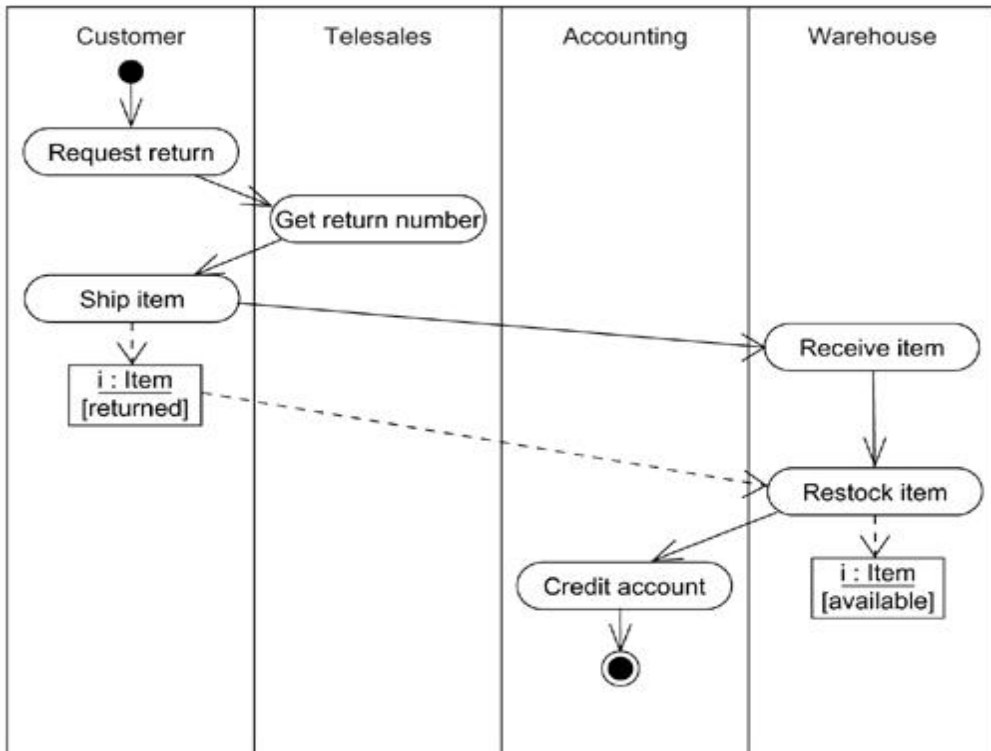 Customer
Telesales
Accounting
Warehouse
Request return
Get return number
Ship item
Receive item
i : Item
[returned]
Restock item
Credit account
i : Item
[available]